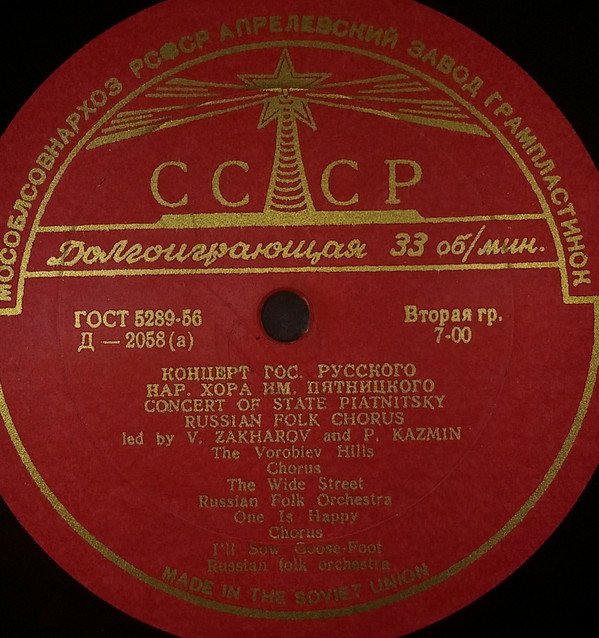 МОСОБЛСОВНАРХОЗ РСФСР АПРЕЛЕВСКИЙ ЗАВОД ГРАМПЛАСТИНОК
СССР
Долгоиграющая 33 об/мин.
ГОСТ 5289-56
Д — 2058 (а)
Вторая гр.
7-00
КОНЦЕРТ ГОС. РУССКОГО
НАР. ХОРА ИМ. ПЯТНИЦКОГО
CONCERT OF STATE PIATNITSKY
RUSSIAN FOLK CHORUS
led by V. ZAKHAROV and P. KAZMIN
The Vorobiev Hills
Chorus
The Wide Street
Russian Folk Orchestra
One Is Happy
Chorus
I'll Sow Goose-Foot
Russian folk orchestra
MADE IN THE SOVIET UNION